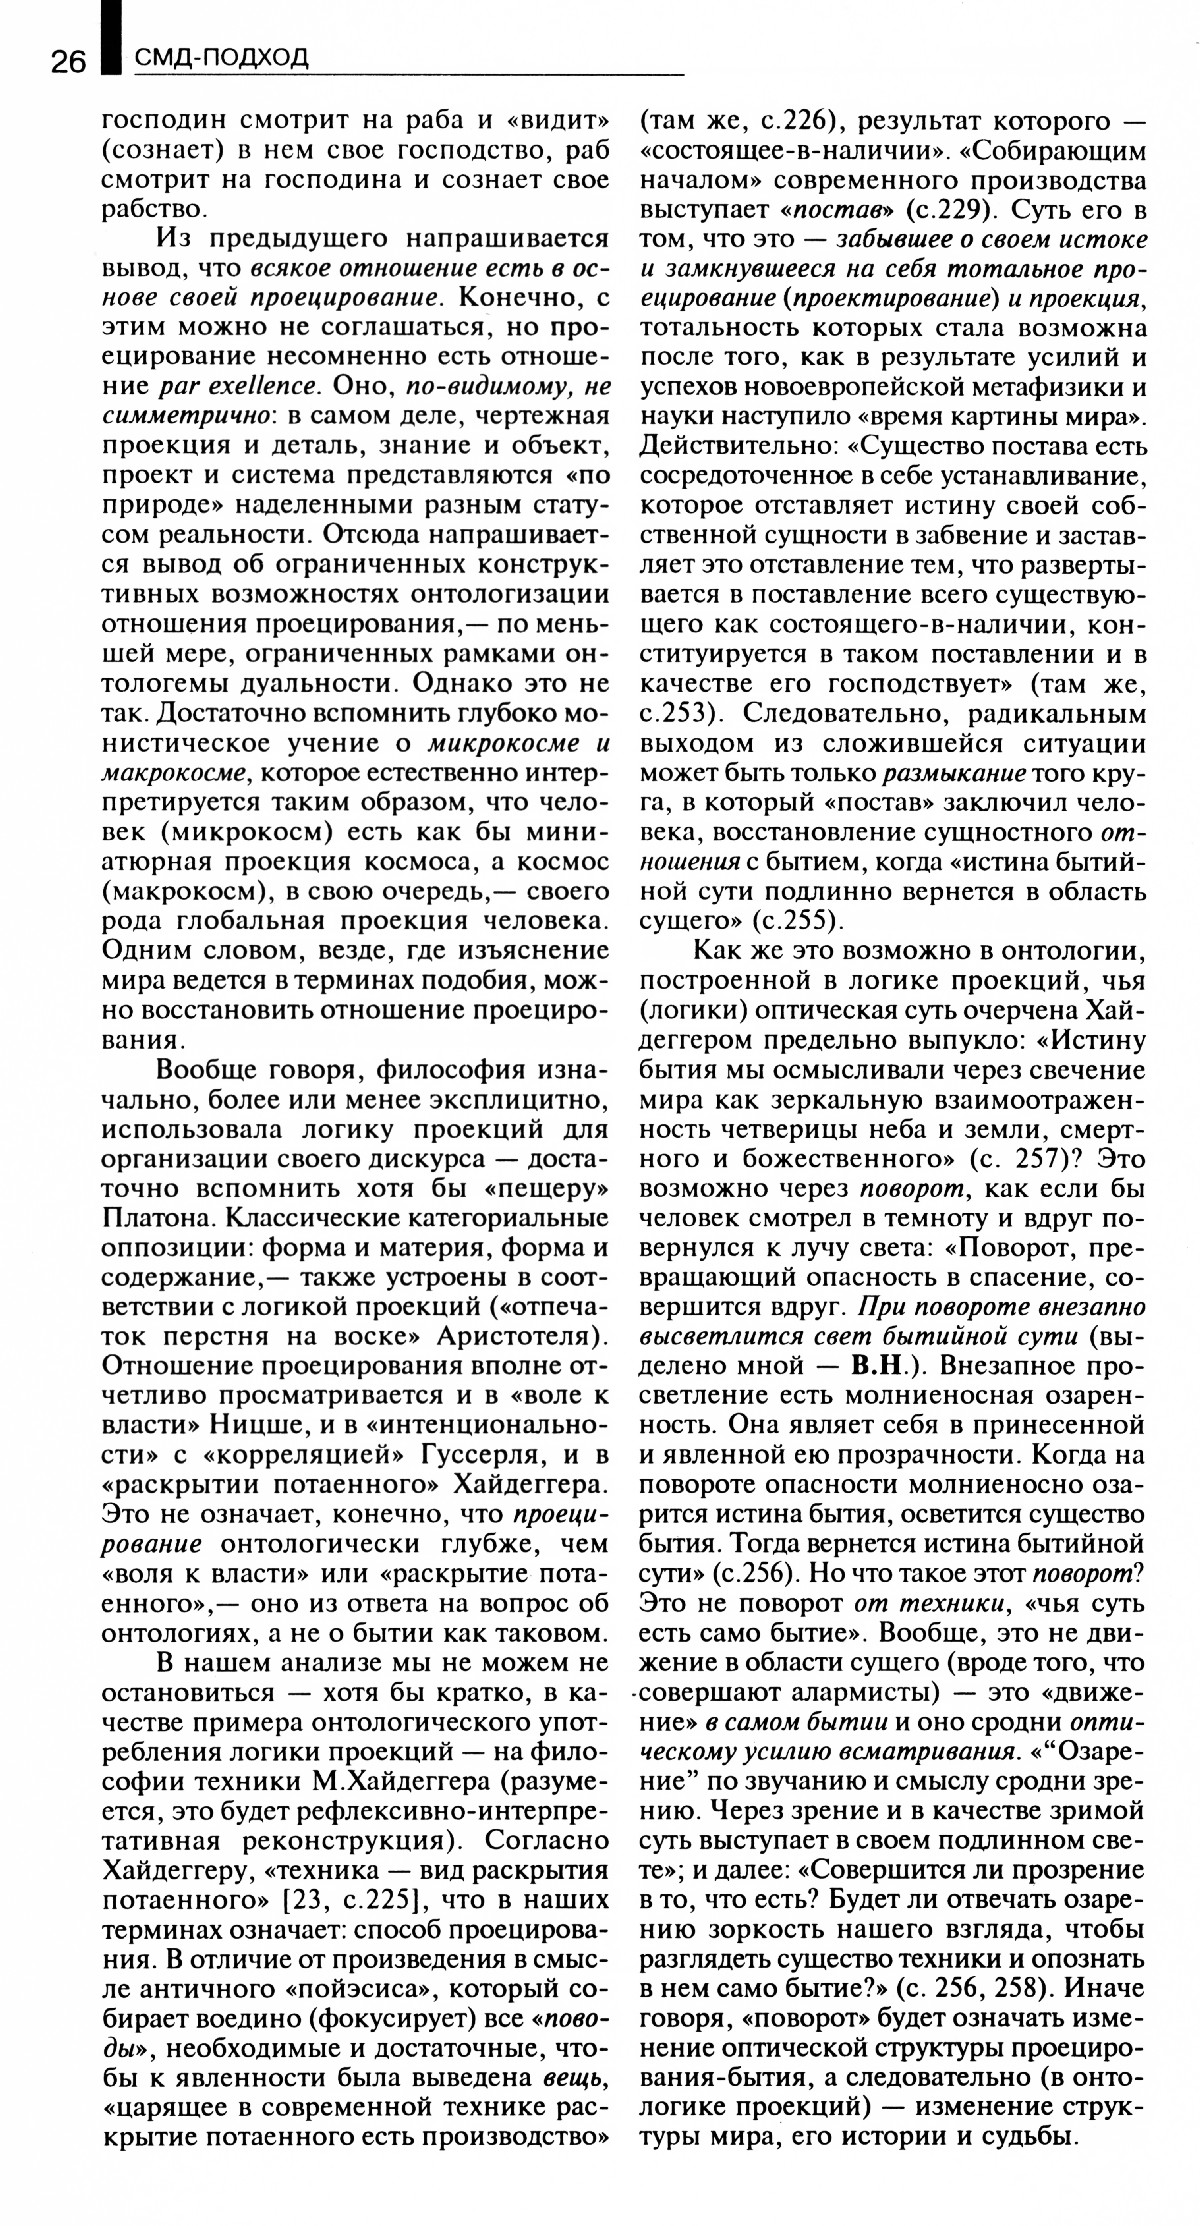 26
СМД-ПОДХОД
господин смотрит на раба и «видит»
(сознает) в нем свое господство, раб
смотрит на господина и сознает свое
рабство.
Из предыдущего напрашивается
вывод, что всякое отношение есть в ос-
нове своей проецирование. Конечно, с
этим можно не соглашаться, но про-
ецирование несомненно есть отноше-
ние par exellence. Оно, по-видимому, не
симметрично: в самом деле, чертежная
проекция и деталь, знание и объект,
проект и система представляются «по
природе» наделенными разным стату-
сом реальности. Отсюда напрашивает-
ся вывод об ограниченных конструк-
тивных возможностях онтологизации
отношения проецирования,— по мень-
шей мере, ограниченных рамками он-
тологемы дуальности. Однако это не
так. Достаточно вспомнить глубоко мо-
нистическое учение о микрокосме и
макрокосме, которое естественно интер-
претируется таким образом, что чело-
век (микрокосм) есть как бы мини-
атюрная проекция космоса, а космос
(макрокосм), в свою очередь,— своего
рода глобальная проекция человека.
Одним словом, везде, где изъяснение
мира ведется в терминах подобия, мож-
но восстановить отношение проециро-
вания.
Вообще говоря, философия изна-
чально, более или менее эксплицитно,
использовала логику проекций для
организации своего дискурса — доста-
точно вспомнить хотя бы «пещеру»
Платона. Классические категориальные
оппозиции: форма и материя, форма и
содержание,— также устроены в соот-
ветствии с логикой проекций («отпеча-
ток перстня на воске» Аристотеля).
Отношение проецирования вполне от-
четливо просматривается и в «воле к
власти» Ницше, и в «интенционально-
сти» с «корреляцией» Гуссерля, и в
«раскрытии потаенного» Хайдеггера.
Это не означает, конечно, что проеци-
рование онтологически глубже, чем
«воля к власти» или «раскрытие пота-
енного»,— оно из ответа на вопрос об
онтологиях, а не о бытии как таковом.
В нашем анализе мы не можем не
остановиться — хотя бы кратко, в ка-
честве примера онтологического упот-
ребления логики проекций — на фило-
софии техники М.Хайдеггера (разуме-
ется, это будет рефлексивно-интерпре-
тативная реконструкция). Согласно
Хайдеггеру, «техника — вид раскрытия
потаенного» [23, с.225], что в наших
терминах означает: способ проецирова-
ния. В отличие от произведения в смыс-
ле античного «пойэсиса», который со-
бирает воедино (фокусирует) все «пово-
ды», необходимые и достаточные, что-
бы к явленности была выведена вещь,
«царящее в современной технике рас-
крытие потаенного есть производство»
(там же, с.226), результат которого —
«состоящее-в-наличии». «Собирающим
началом» современного производства
выступает «постав» (с.229). Суть его в
том, что это — забывшее о своем истоке
и замкнувшееся на себя тотальное про-
ецирование (проектирование) и проекция,
тотальность которых стала возможна
после того, как в результате усилий и
успехов новоевропейской метафизики и
науки наступило «время картины мира».
Действительно: «Существо постава есть
сосредоточенное в себе устанавливание,
которое отставляет истину своей соб-
ственной сущности в забвение и застав-
ляет это отставление тем, что разверты-
вается в поставление всего существую-
щего как состоящего-в-наличии, кон-
ституируется в таком поставлении и в
качестве его господствует» (там же,
с.253). Следовательно, радикальным
выходом из сложившейся ситуации
может быть только размыкание того кру-
га, в который «постав» заключил чело-
века, восстановление сущностного от-
ношения с бытием, когда «истина бытий-
ной сути подлинно вернется в область
сущего» (с.255).
Как же это возможно в онтологии,
построенной в логике проекций, чья
(логики) оптическая суть очерчена Хай-
деггером предельно выпукло: «Истину
бытия мы осмысливали через свечение
мира как зеркальную взаимоотражен-
ность четверицы неба и земли, смерт-
ного и божественного» (с. 257)? Это
возможно через поворот, как если бы
человек смотрел в темноту и вдруг по-
вернулся к лучу света: «Поворот, пре-
вращающий опасность в спасение, со-
вершится вдруг. При повороте внезапно
высветлится свет бытийной сути (вы-
делено мной — В.Н.). Внезапное про-
светление есть молниеносная озарен-
ность. Она являет себя в принесенной
и явленной ею прозрачности. Когда на
повороте опасности молниеносно оза-
рится истина бытия, осветится существо
бытия. Тогда вернется истина бытийной
сути» (с.256). Но что такое этот поворот?
Это не поворот от техники, «чья суть
есть само бытие». Вообще, это не дви-
жение в области сущего (вроде того, что
совершают алармисты) — это «движе-
ние» в самом бытии и оно сродни опти-
ческому усилию всматривания. «“Озаре-
ние” по звучанию и смыслу сродни зре-
нию. Через зрение и в качестве зримой
суть выступает в своем подлинном све-
те»; и далее: «Совершится ли прозрение
в то, что есть? Будет ли отвечать озаре-
нию зоркость нашего взгляда, чтобы
разглядеть существо техники и опознать
в нем само бытие?» (с. 256, 258). Иначе
говоря, «поворот» будет означать изме-
нение оптической структуры проециро-
вания-бытия, а следовательно (в онто-
логике проекций) — изменение струк-
туры мира, его истории и судьбы.